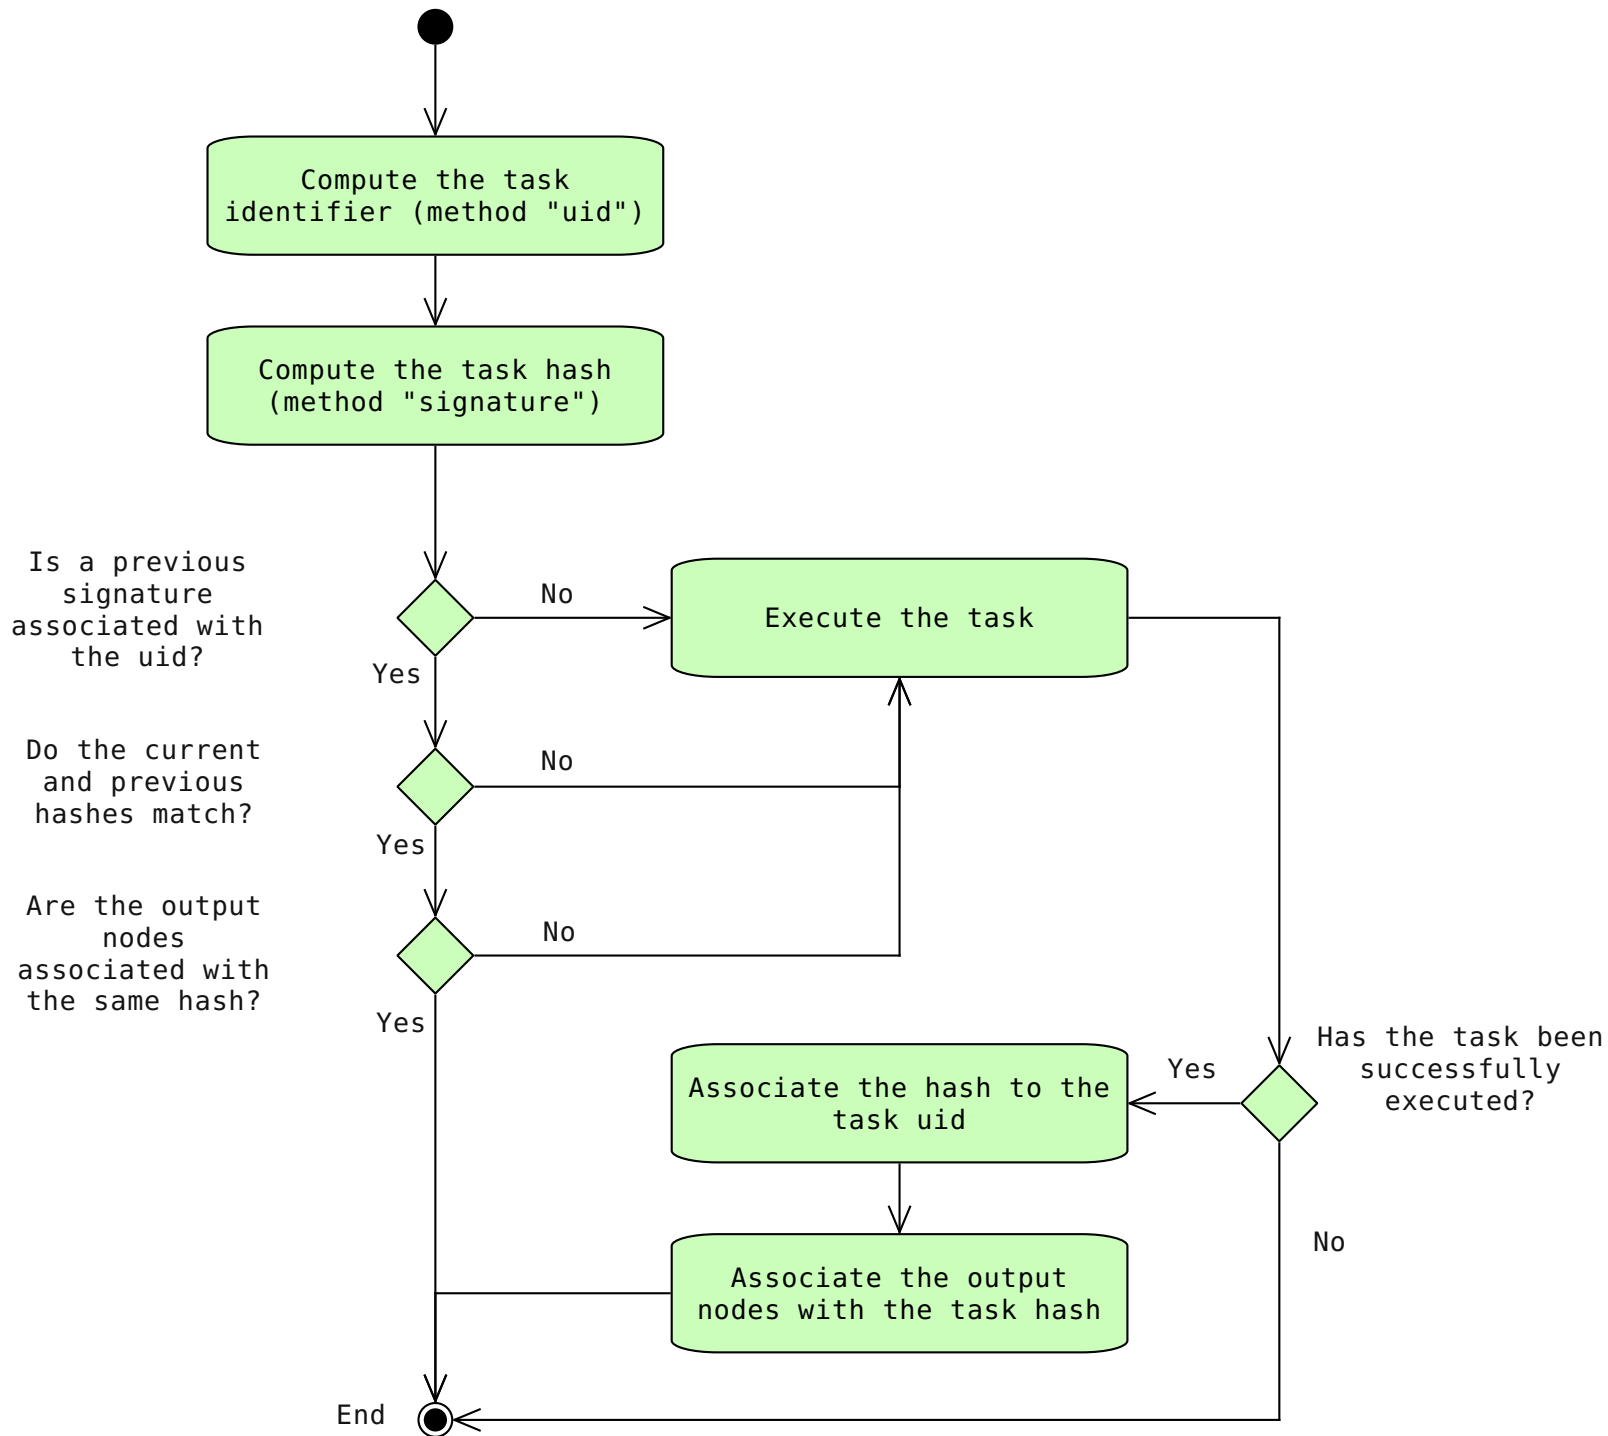 Compute the task
identifier (method "uid")
Compute the task hash
(method "signature")
Is a previous
signature
associated with
the uid?
No
Execute the task
Yes
Do the current
and previous
hashes match?
No
Yes
Are the output
nodes
associated with
the same hash?
No
Yes
Has the task been
successfully
executed?
Yes
Associate the hash to the
task uid
No
Associate the output
nodes with the task hash
End